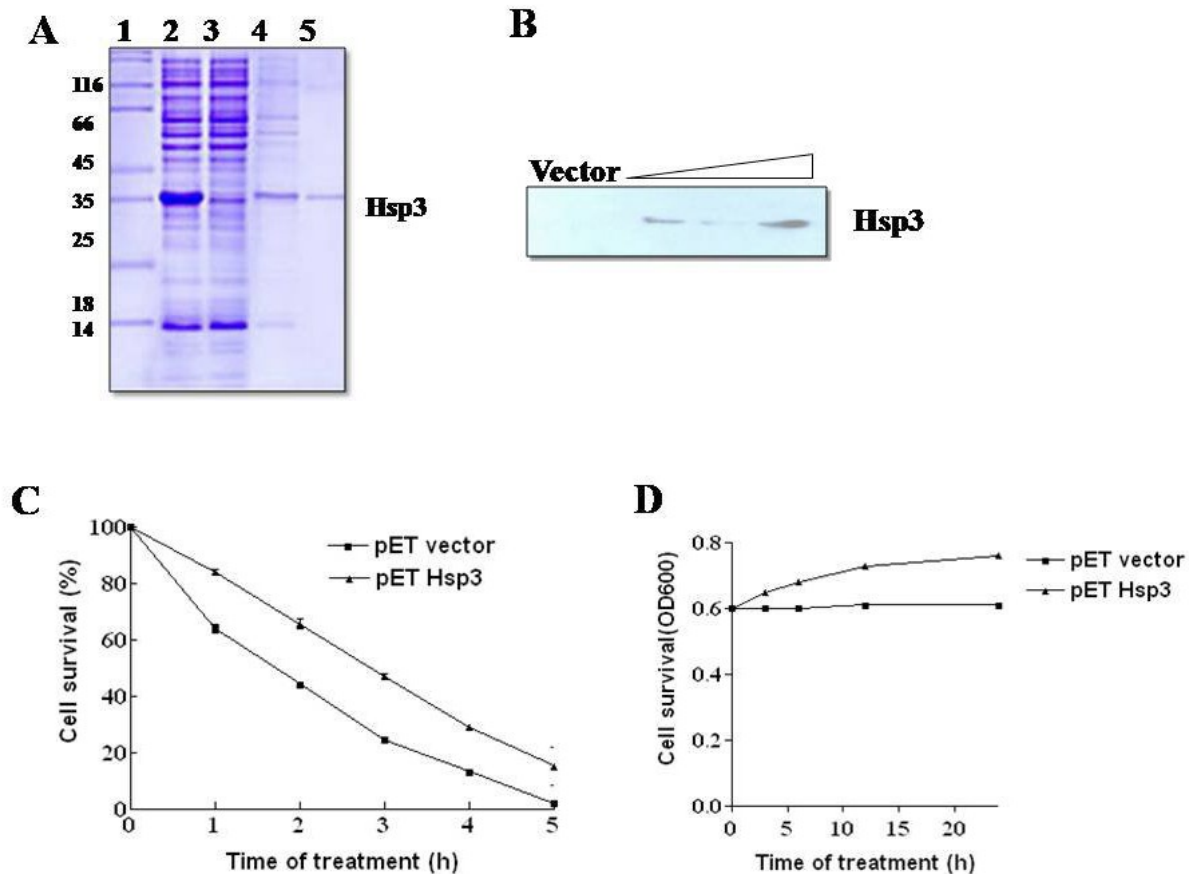 A
1 2 3 4 5
116
66
45
35
25
18
14
Hsp3
B
Vector
Hsp3
C
100
80
60
40
20
0
0 1 2 3 4 5
Cell survival (%)
Time of treatment (h)
pET vector
pET Hsp3
D
0.8
0.6
0.4
0.2
0.0
0 5 10 15 20
Cell survival(OD600)
Time of treatment (h)
pET vector
pET Hsp3